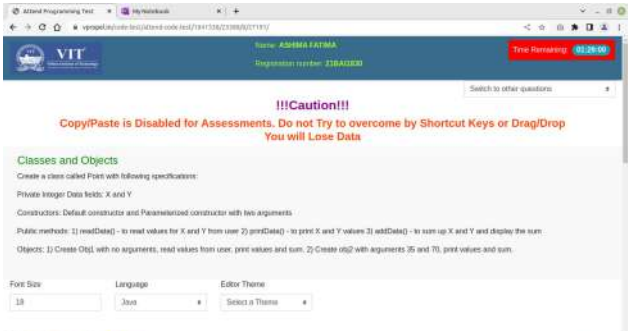 Attend Programming Test
My Notebook
VIT
Name: ASHIMA FATIMA
Registration number: 21BAI1830
Time Remaining: 01:29:00
Switch to other questions
!!!Caution!!!
Copy/Paste is Disabled for Assessments. Do not Try to overcome by Shortcut Keys or Drag/Drop
You will Lose Data
Classes and Objects
Create a class called Point with following specifications:
Private Integer Data fields: X and Y
Constructors: Default constructor and Parameterized constructor with two arguments
Public methods: 1) readData() - to read values for X and Y from user 2) printData() - to print X and Y values 3) addData() - to sum up X and Y and display the sum
Objects: 1) Create Obj1 with no arguments, read values from user, print values and sum. 2) Create obj2 with arguments 35 and 70, print values and sum.
Font Size
Language
Editor Theme
18
Java
Select a Theme